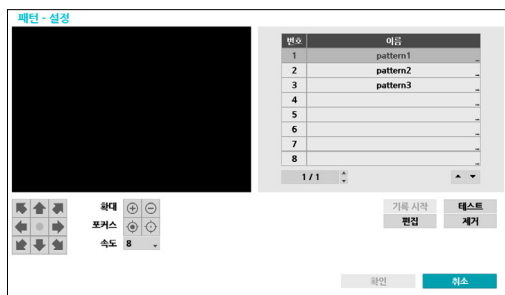 패턴 - 설정
번호 이름
1 pattern1
2 pattern2
3 pattern3
4
5
6
7
8
1 / 1
확대
포커스
속도 8
기록 시작 테스트
편집 제거
확인 취소